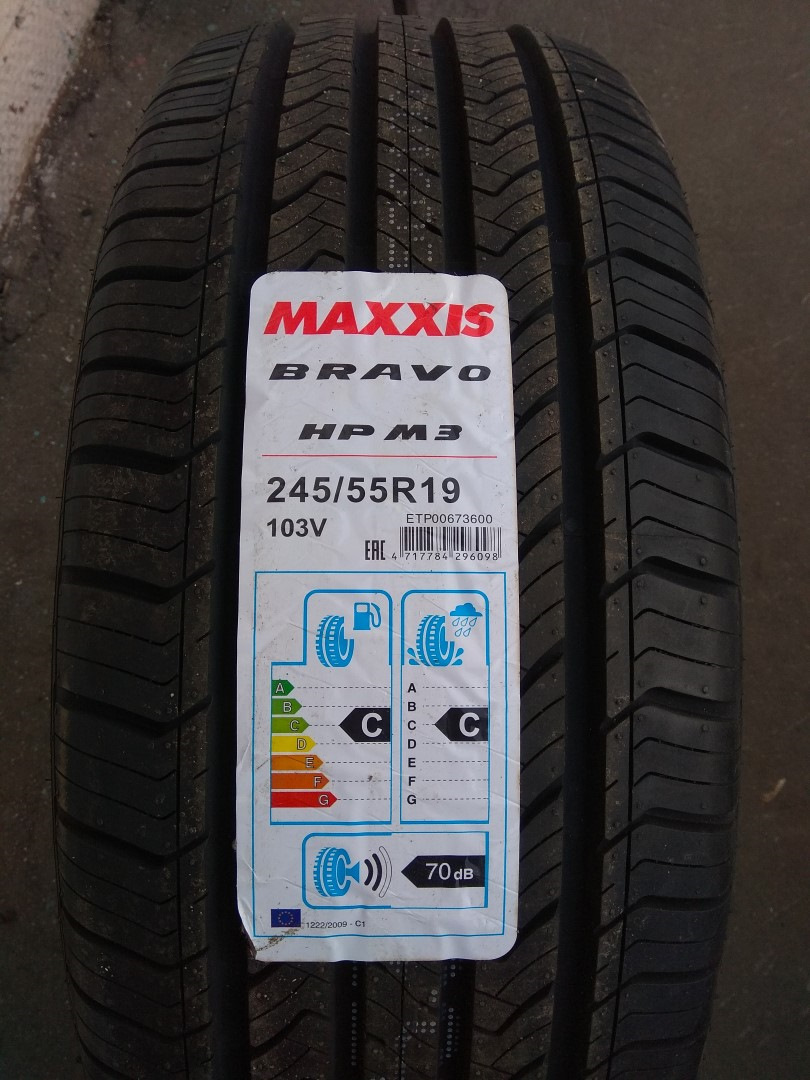 MAXXIS
BRAVO
HP M3
245/55R19
103V
ETP00673600
EAC 4 717784 296098
A A
B B
C C C C
D D
E E
F F
G G
70 dB
1222/2009 - C1